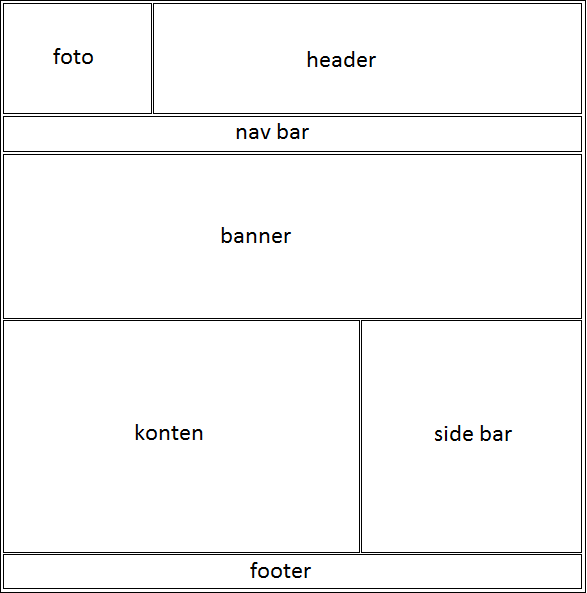 foto
header
nav bar
banner
konten
side bar
footer